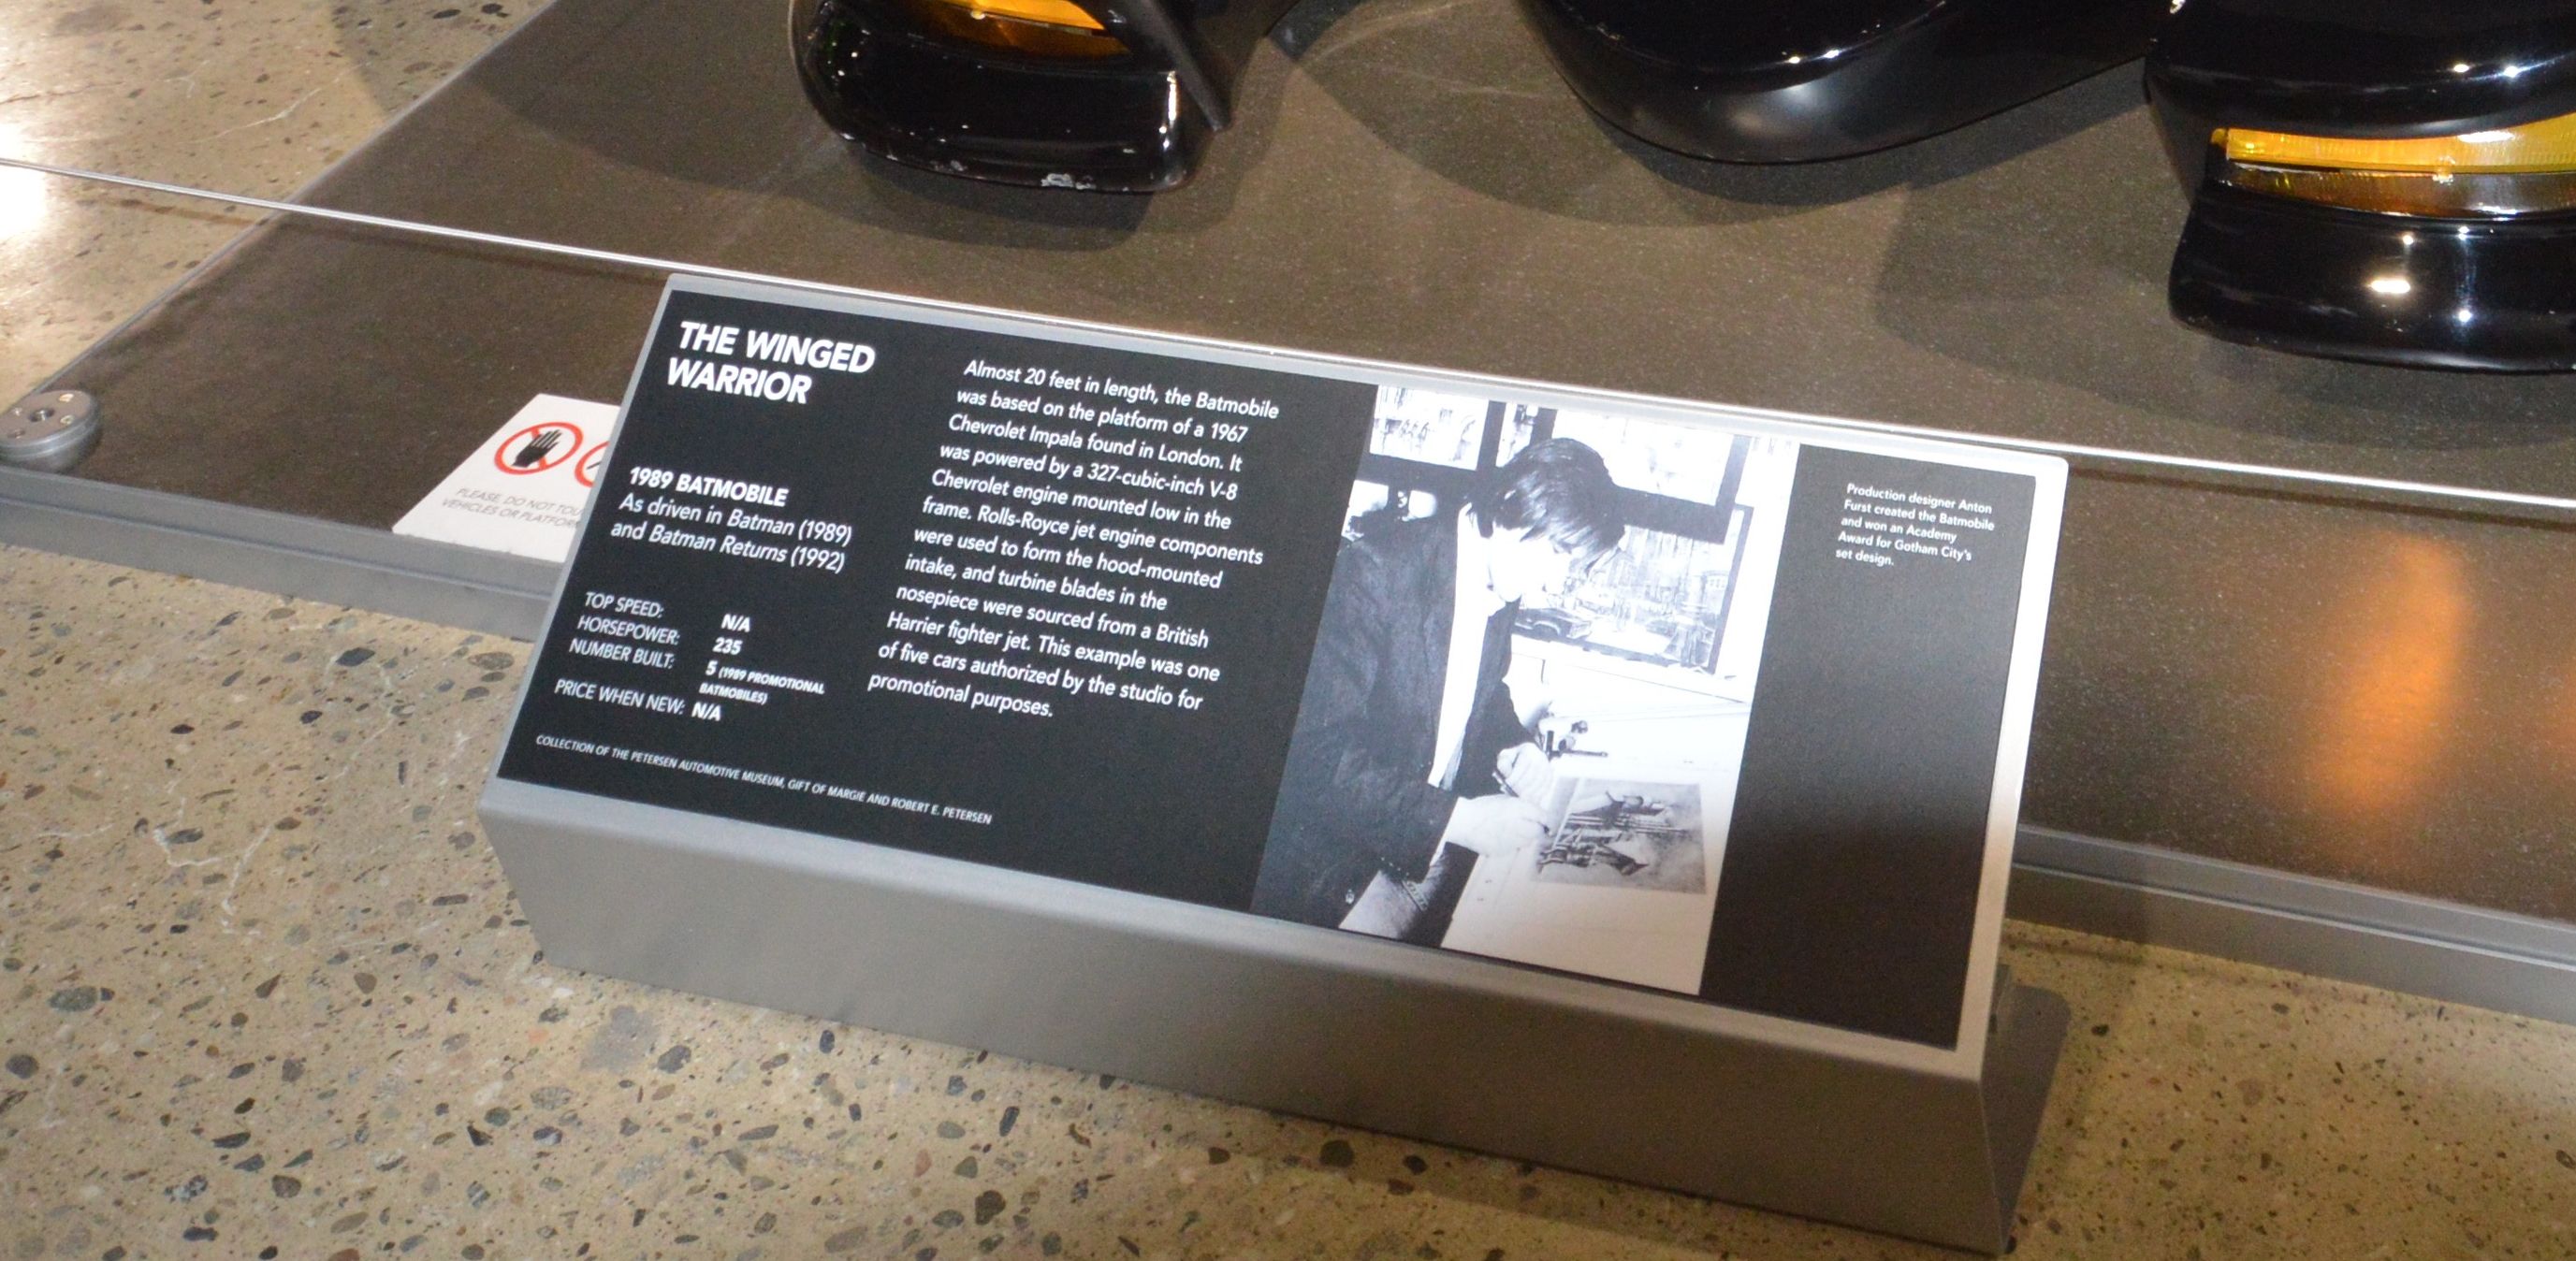 THE WINGED
WARRIOR
1989 BATMOBILE
As driven in Batman (1989)
and Batman Returns (1992)
TOP SPEED: N/A
HORSEPOWER: 235
NUMBER BUILT: 5 (1989 PROMOTIONAL
BATMOBILES)
PRICE WHEN NEW: N/A
COLLECTION OF THE PETERSEN AUTOMOTIVE MUSEUM, GIFT OF MARGIE AND ROBERT E. PETERSEN
Almost 20 feet in length, the Batmobile
was based on the platform of a 1967
Chevrolet Impala found in London. It
was powered by a 327-cubic-inch V-8
Chevrolet engine mounted low in the
frame. Rolls-Royce jet engine components
were used to form the hood-mounted
intake, and turbine blades in the
nosepiece were sourced from a British
Harrier fighter jet. This example was one
of five cars authorized by the studio for
promotional purposes.
Production designer Anton
Furst created the Batmobile
and won an Academy
Award for Gotham City's
set design.
PLEASE, DO NOT TOU
VEHICLES OR PLATFORM